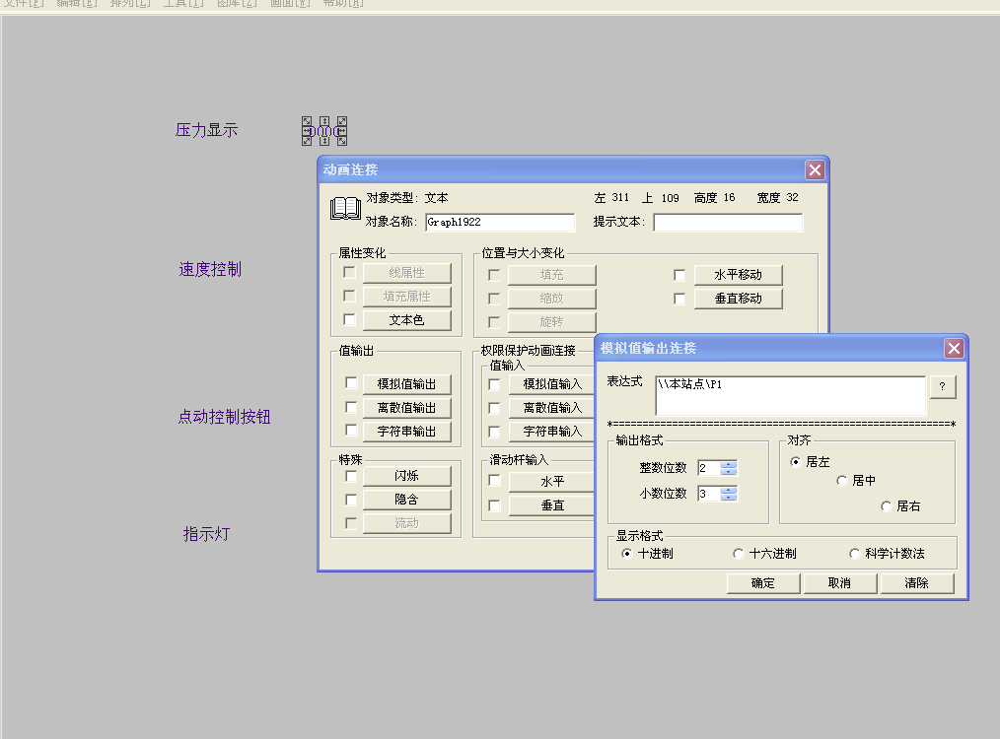 文件[F] 编辑[E] 排列[L] 工具[T] 图库[Z] 画面[W] 帮助[H]
压力显示
速度控制
点动控制按钮
指示灯
动画连接
对象类型: 文本 左 311 上 109 高度 16 宽度 32
对象名称: Graph1922 提示文本:
属性变化
线属性
填充属性
文本色
位置与大小变化
填充
缩放
旋转
水平移动
垂直移动
值输出
模拟值输出
离散值输出
字符串输出
权限保护动画连接
值输入
模拟值输入
离散值输入
字符串输入
特殊
闪烁
隐含
流动
滑动杆输入
水平
垂直
模拟值输出连接
表达式 \\本站点\P1 ?
输出格式
整数位数 2
小数位数 3
对齐
居左
居中
居右
显示格式
十进制 十六进制 科学计数法
确定 取消 清除